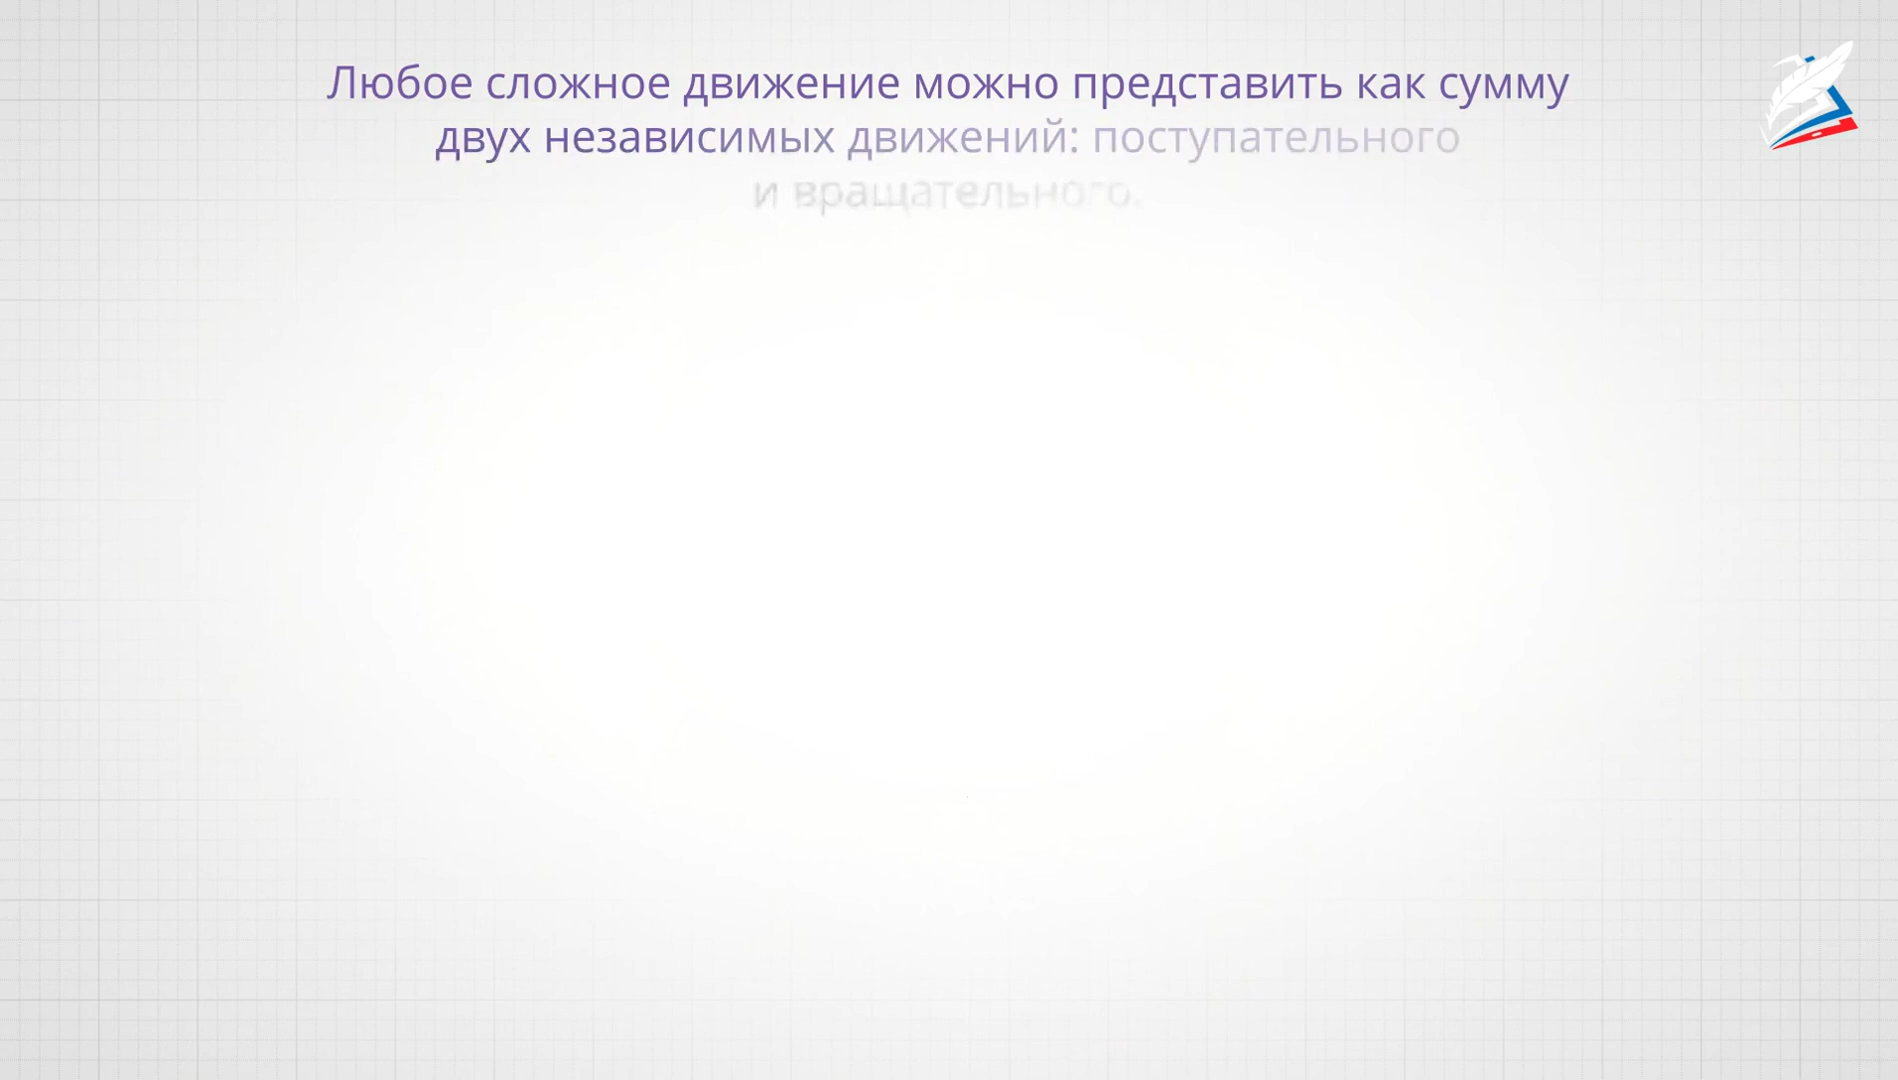 Любое сложное движение можно представить как сумму
двух независимых движений: поступательного
и вращательного.